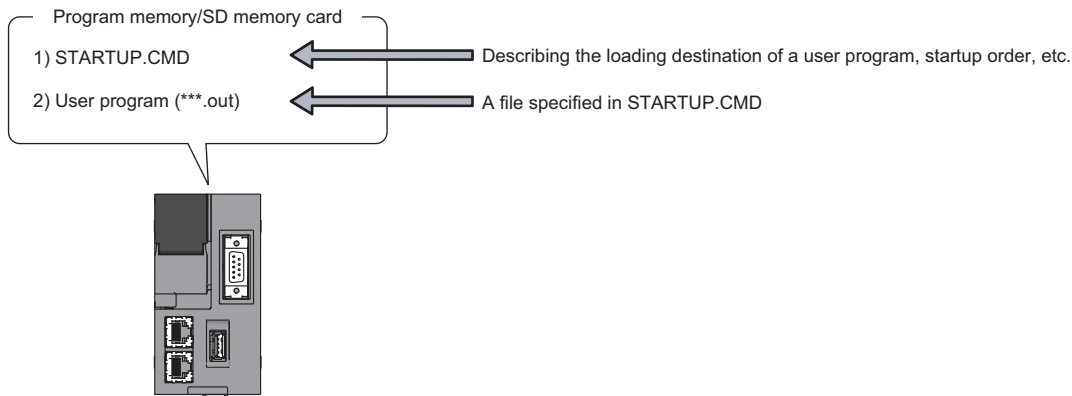 Program memory/SD memory card
1) STARTUP.CMD
Describing the loading destination of a user program, startup order, etc.
2) User program (***.out)
A file specified in STARTUP.CMD